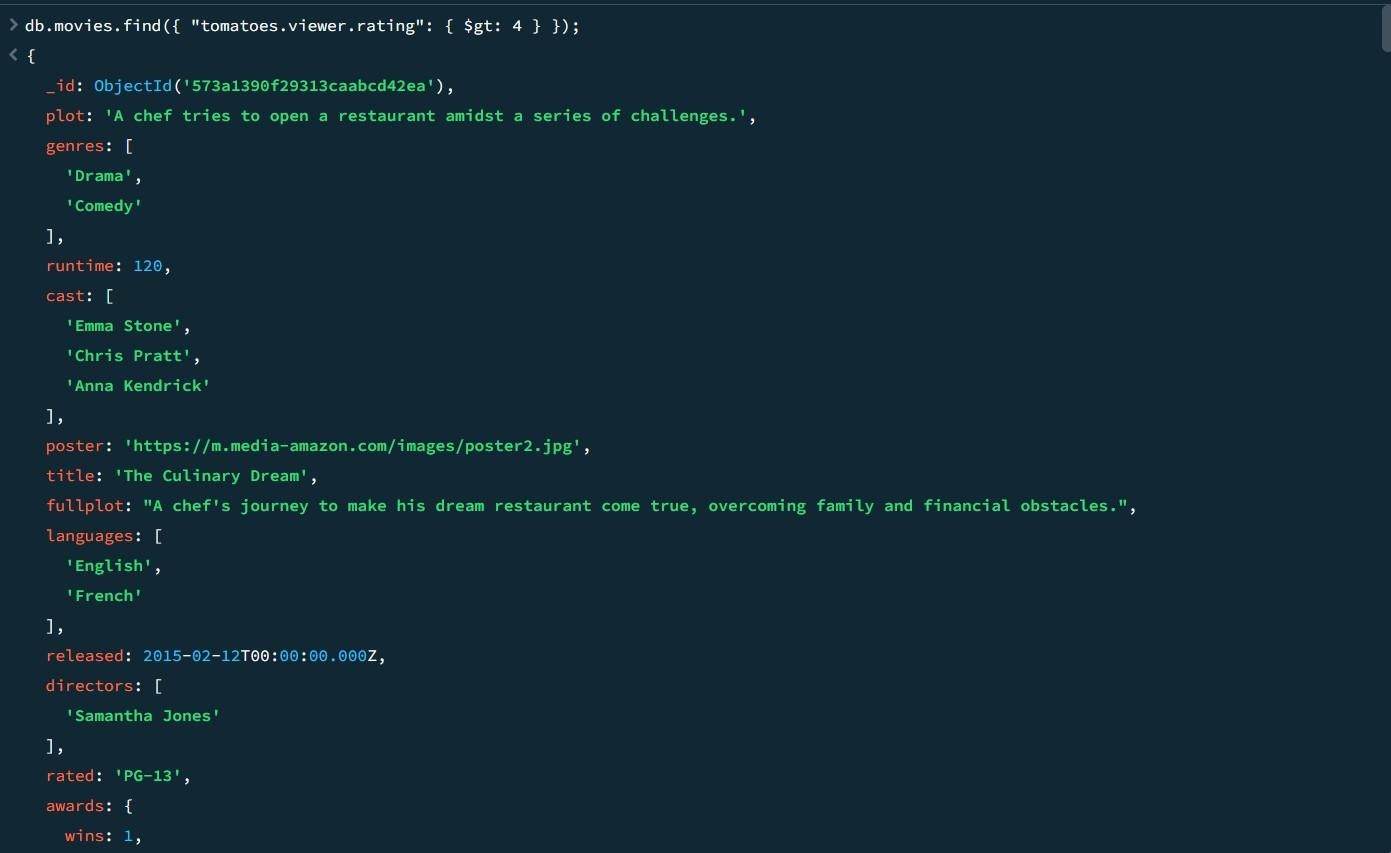 > db.movies.find({ "tomatoes.viewer.rating": { $gt: 4 } });
< {
_id: ObjectId('573a1390f29313caabcd42ea'),
plot: 'A chef tries to open a restaurant amidst a series of challenges.',
genres: [
'Drama',
'Comedy'
],
runtime: 120,
cast: [
'Emma Stone',
'Chris Pratt',
'Anna Kendrick'
],
poster: 'https://m.media-amazon.com/images/poster2.jpg',
title: 'The Culinary Dream',
fullplot: "A chef's journey to make his dream restaurant come true, overcoming family and financial obstacles.",
languages: [
'English',
'French'
],
released: 2015-02-12T00:00:00.000Z,
directors: [
'Samantha Jones'
],
rated: 'PG-13',
awards: {
wins: 1,